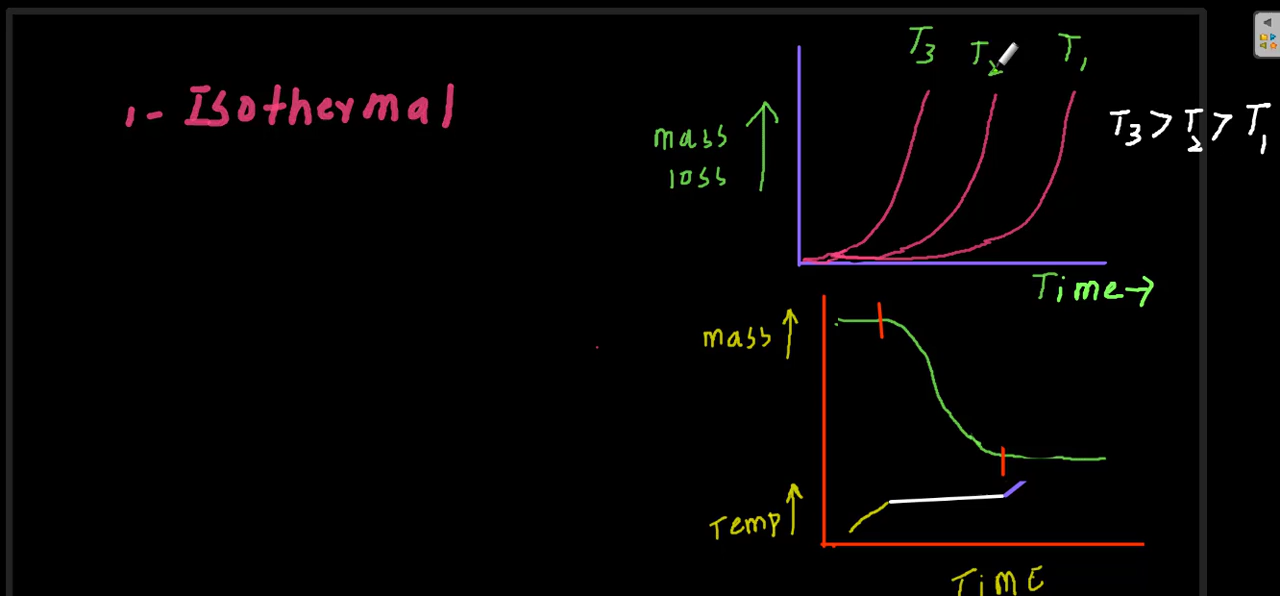 1- Isothermal
T3 T2 T1
mass
loss
T3 > T2 > T1
Time→
mass
Temp
TIME